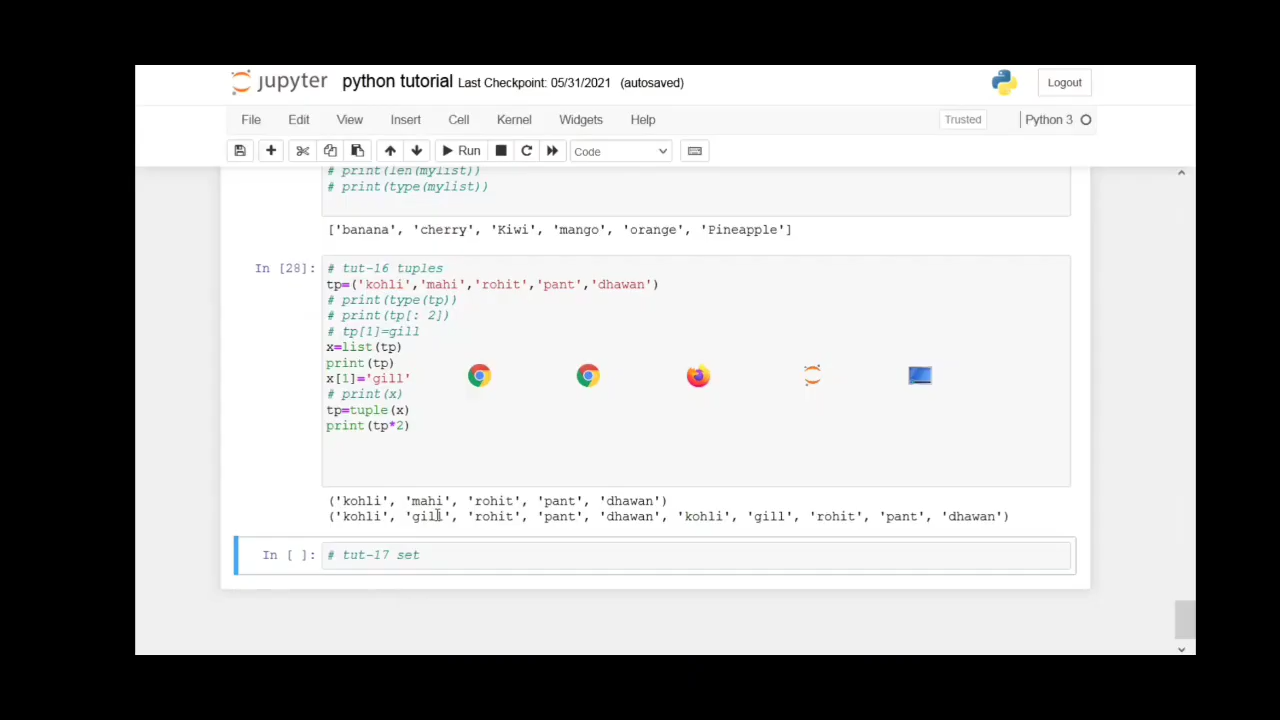 jupyter python tutorial Last Checkpoint: 05/31/2021 (autosaved) Logout
File Edit View Insert Cell Kernel Widgets Help Trusted Python 3
Run Code
# print(len(mylist))
# print(type(mylist))
['banana', 'cherry', 'Kiwi', 'mango', 'orange', 'Pineapple']
In [28]: # tut-16 tuples
tp=('kohli','mahi','rohit','pant','dhawan')
# print(type(tp))
# print(tp[: 2])
# tp[1]=gill
x=list(tp)
print(tp)
x[1]='gill'
# print(x)
tp=tuple(x)
print(tp*2)
('kohli', 'mahi', 'rohit', 'pant', 'dhawan')
('kohli', 'gill', 'rohit', 'pant', 'dhawan', 'kohli', 'gill', 'rohit', 'pant', 'dhawan')
In [ ]: # tut-17 set